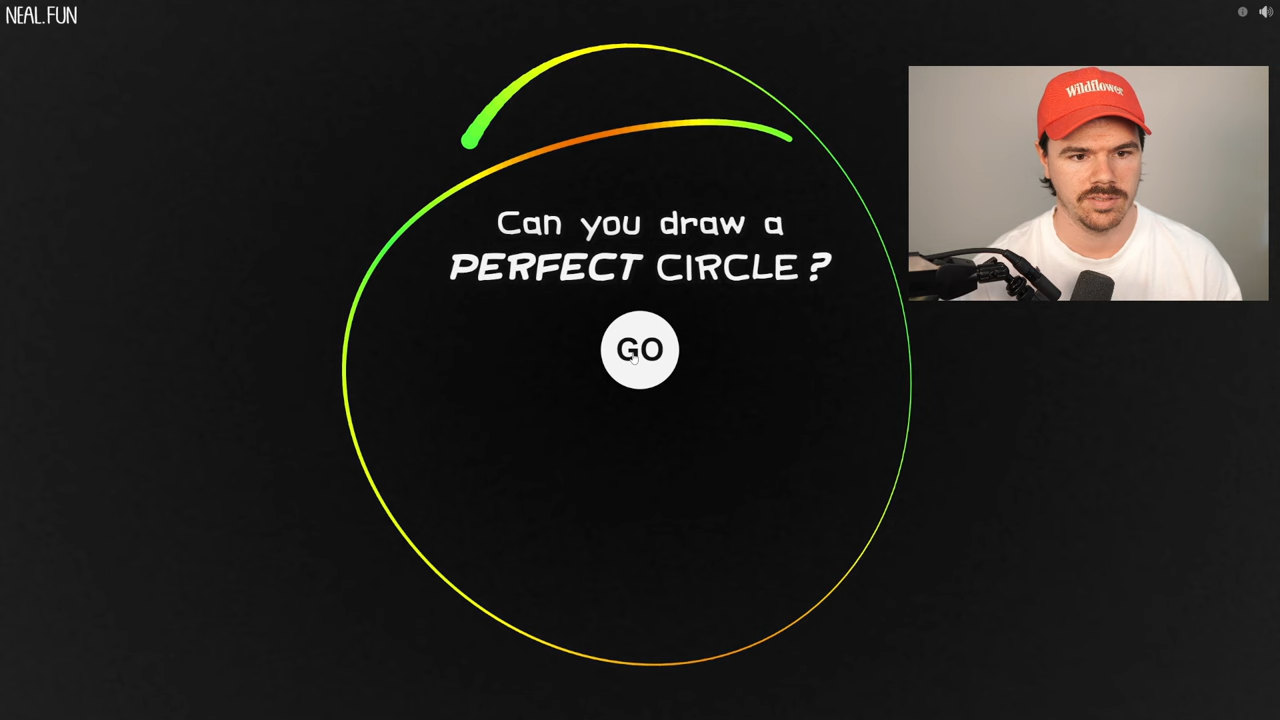 NEAL.FUN
Wildflower
Can you draw a
PERFECT CIRCLE?
GO